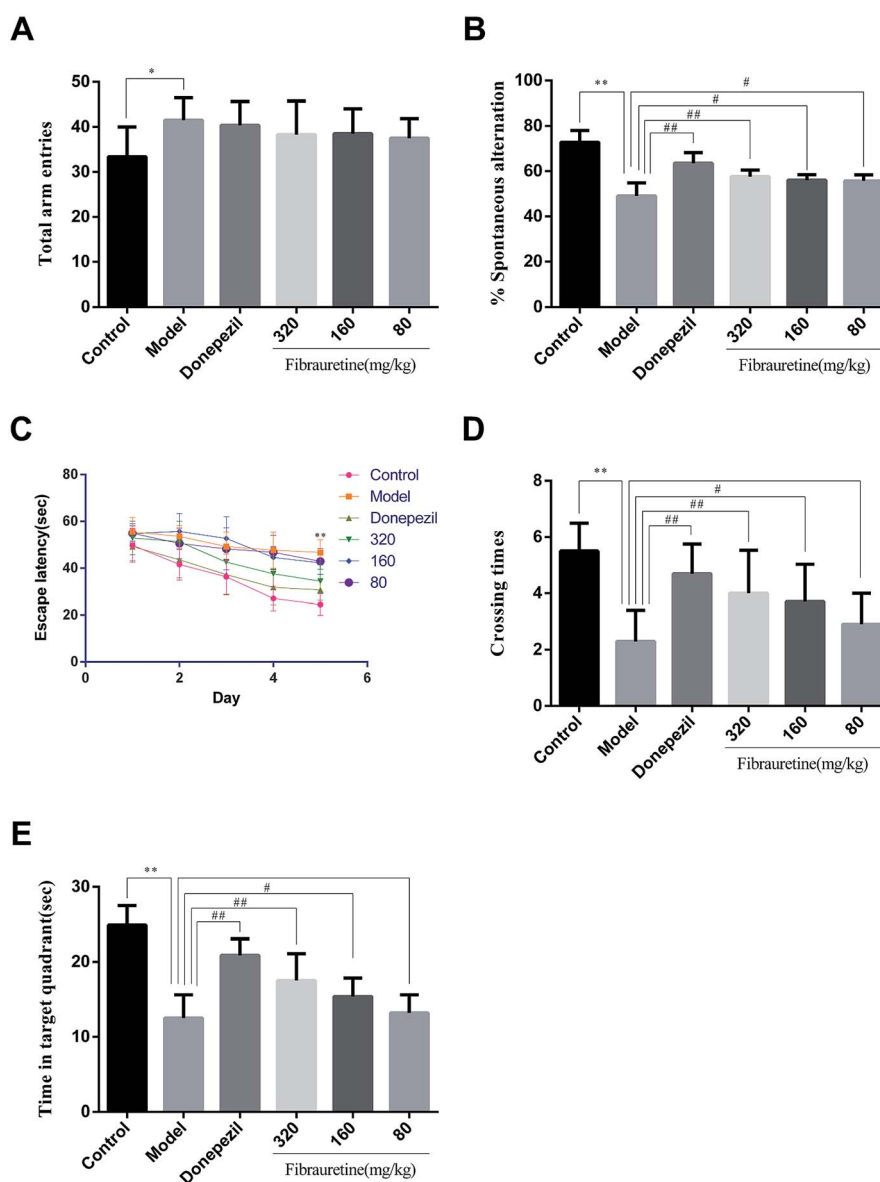 A
Total arm entries
50
40
30
20
10
0
*
Control
Model
Donepezil
320
160
80
Fibrauretine(mg/kg)
B
% Spontaneous alternation
100
80
60
40
20
0
**
#
#
##
##
Control
Model
Donepezil
320
160
80
Fibrauretine(mg/kg)
C
Escape latency(sec)
80
60
40
20
0
0
2
4
6
Day
**
Control
Model
Donepezil
320
160
80
D
Crossing times
8
6
4
2
0
**
#
##
##
Control
Model
Donepezil
320
160
80
Fibrauretine(mg/kg)
E
Time in target quadrant(sec)
30
20
10
0
**
#
##
##
Control
Model
Donepezil
320
160
80
Fibrauretine(mg/kg)